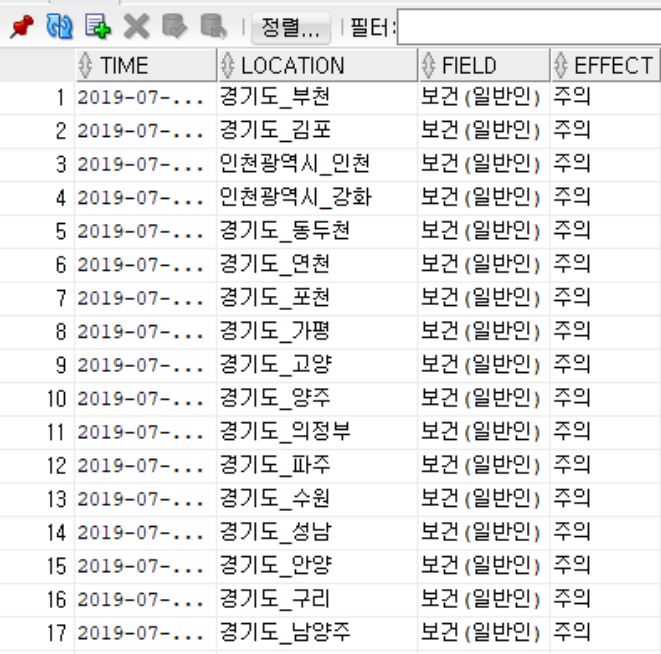 정렬... 필터:
TIME LOCATION FIELD EFFECT
1 2019-07-... 경기도_부천 보건(일반인) 주의
2 2019-07-... 경기도_김포 보건(일반인) 주의
3 2019-07-... 인천광역시_인천 보건(일반인) 주의
4 2019-07-... 인천광역시_강화 보건(일반인) 주의
5 2019-07-... 경기도_동두천 보건(일반인) 주의
6 2019-07-... 경기도_연천 보건(일반인) 주의
7 2019-07-... 경기도_포천 보건(일반인) 주의
8 2019-07-... 경기도_가평 보건(일반인) 주의
9 2019-07-... 경기도_고양 보건(일반인) 주의
10 2019-07-... 경기도_양주 보건(일반인) 주의
11 2019-07-... 경기도_의정부 보건(일반인) 주의
12 2019-07-... 경기도_파주 보건(일반인) 주의
13 2019-07-... 경기도_수원 보건(일반인) 주의
14 2019-07-... 경기도_성남 보건(일반인) 주의
15 2019-07-... 경기도_안양 보건(일반인) 주의
16 2019-07-... 경기도_구리 보건(일반인) 주의
17 2019-07-... 경기도_남양주 보건(일반인) 주의